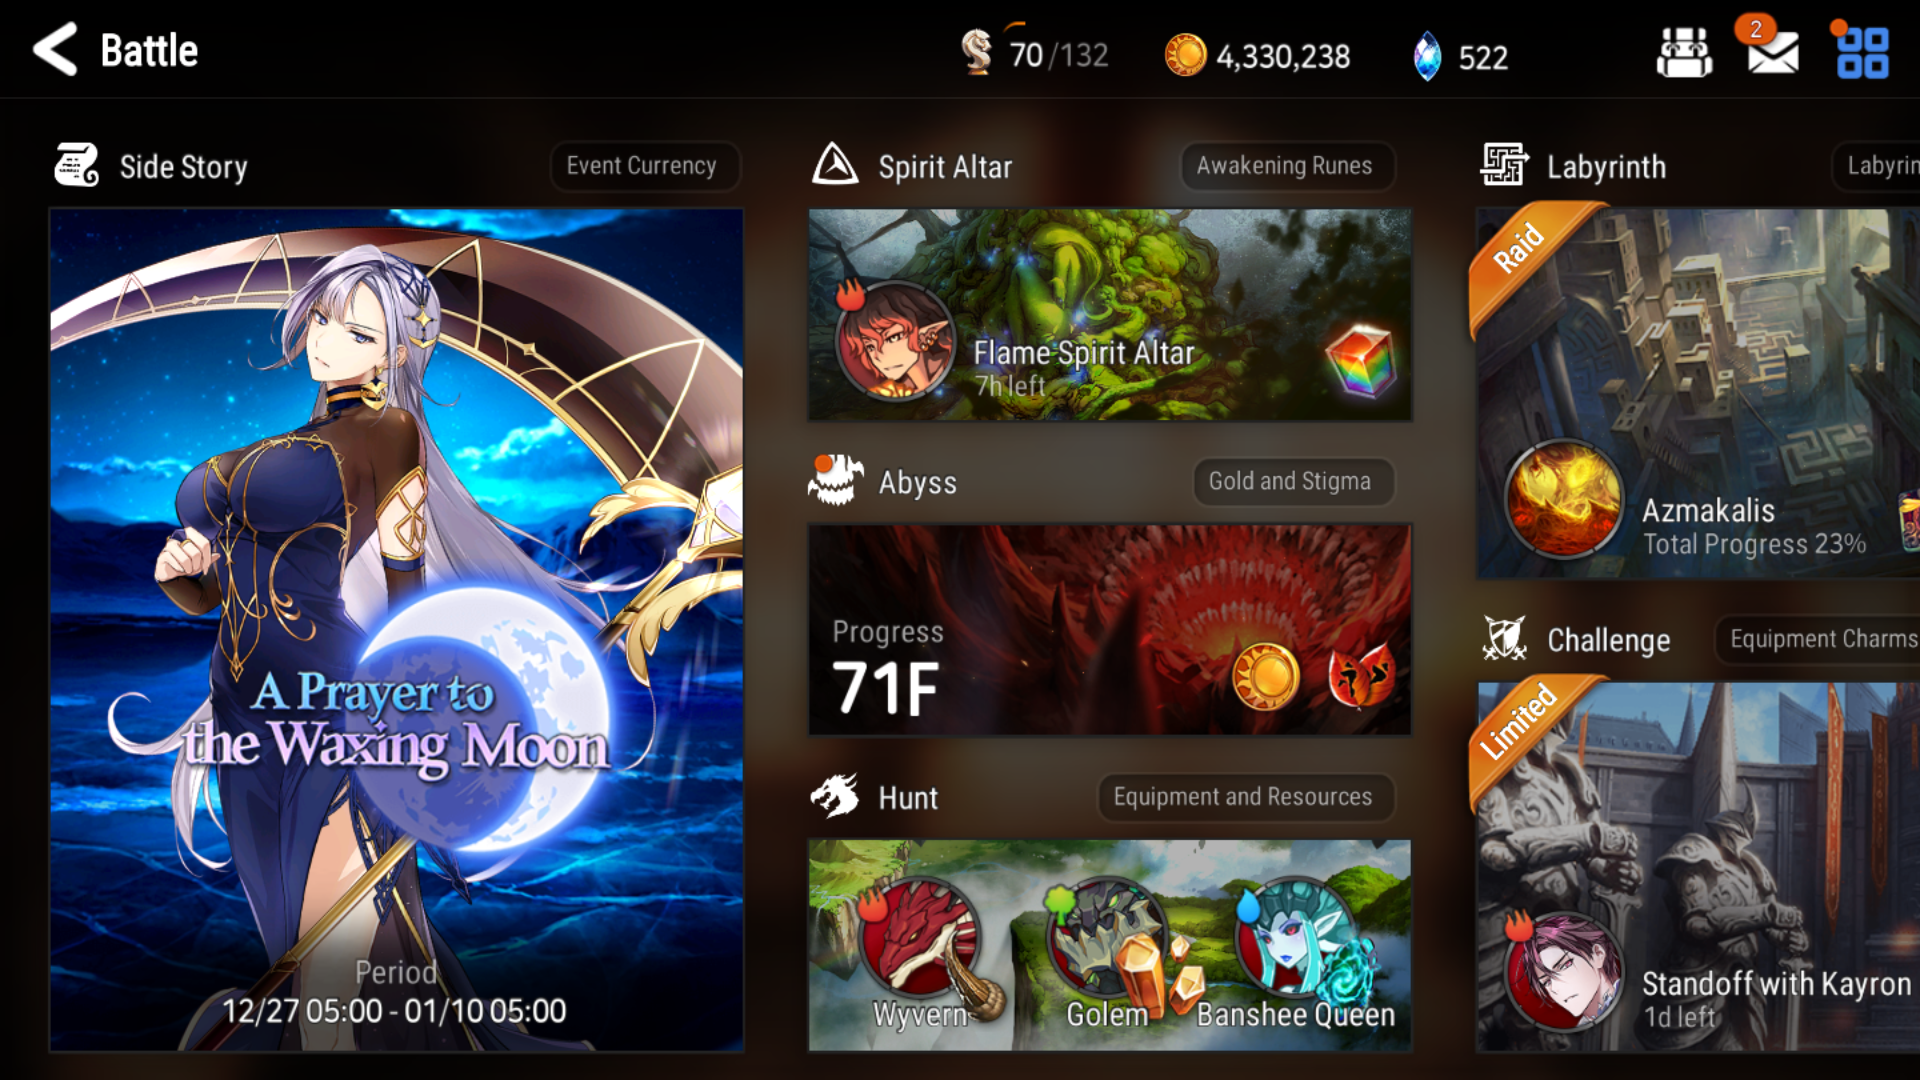 Battle
70/132
4,330,238
522
2
Side Story
Event Currency
A Prayer to
the Waxing Moon
Period
12/27 05:00 - 01/10 05:00
Spirit Altar
Awakening Runes
Flame Spirit Altar
7h left
Abyss
Gold and Stigma
Progress
71F
Hunt
Equipment and Resources
Wyvern
Golem
Banshee Queen
Labyrinth
Labyrin
Raid
Azmakalis
Total Progress 23%
Challenge
Equipment Charms
Limited
Standoff with Kayron
1d left